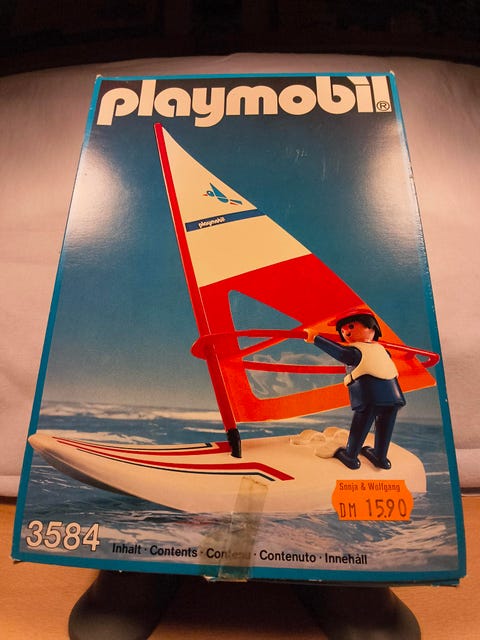 playmobil®
playmobil
Sonja & Wolfgang
DM 15.90
3584
Inhalt · Contents · Contenu · Contenuto · Innehåll